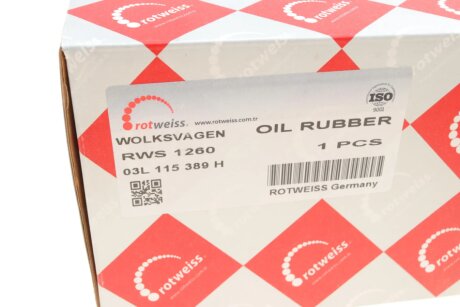 rotweiss
rotweiss
rotweiss
www.rotweiss.com.tr
ISO
9001
WOLKSVAGEN
OIL RUBBER
RWS 1260
1 PCS
03L 115 389 H
ROTWEISS Germany
rotweiss
rotweiss